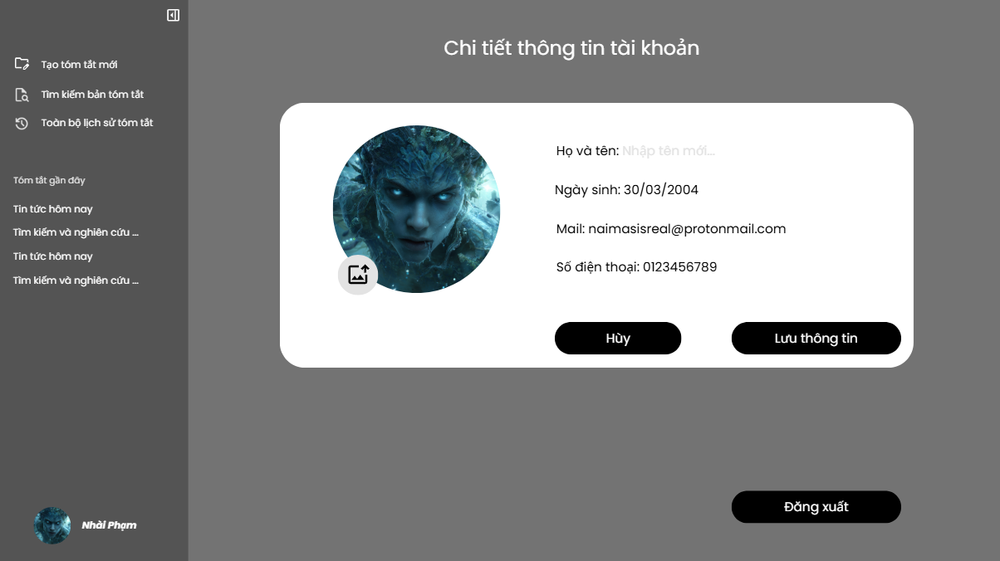 Tạo tóm tắt mới
Tìm kiếm bản tóm tắt
Toàn bộ lịch sử tóm tắt
Tóm tắt gần đây
Tin tức hôm nay
Tìm kiếm và nghiên cứu ...
Tin tức hôm nay
Tìm kiếm và nghiên cứu ...
Nhài Phạm
Chi tiết thông tin tài khoản
Họ và tên: Nhập tên mới...
Ngày sinh: 30/03/2004
Mail: naimasisreal@protonmail.com
Số điện thoại: 0123456789
Hùy
Lưu thông tin
Đăng xuất